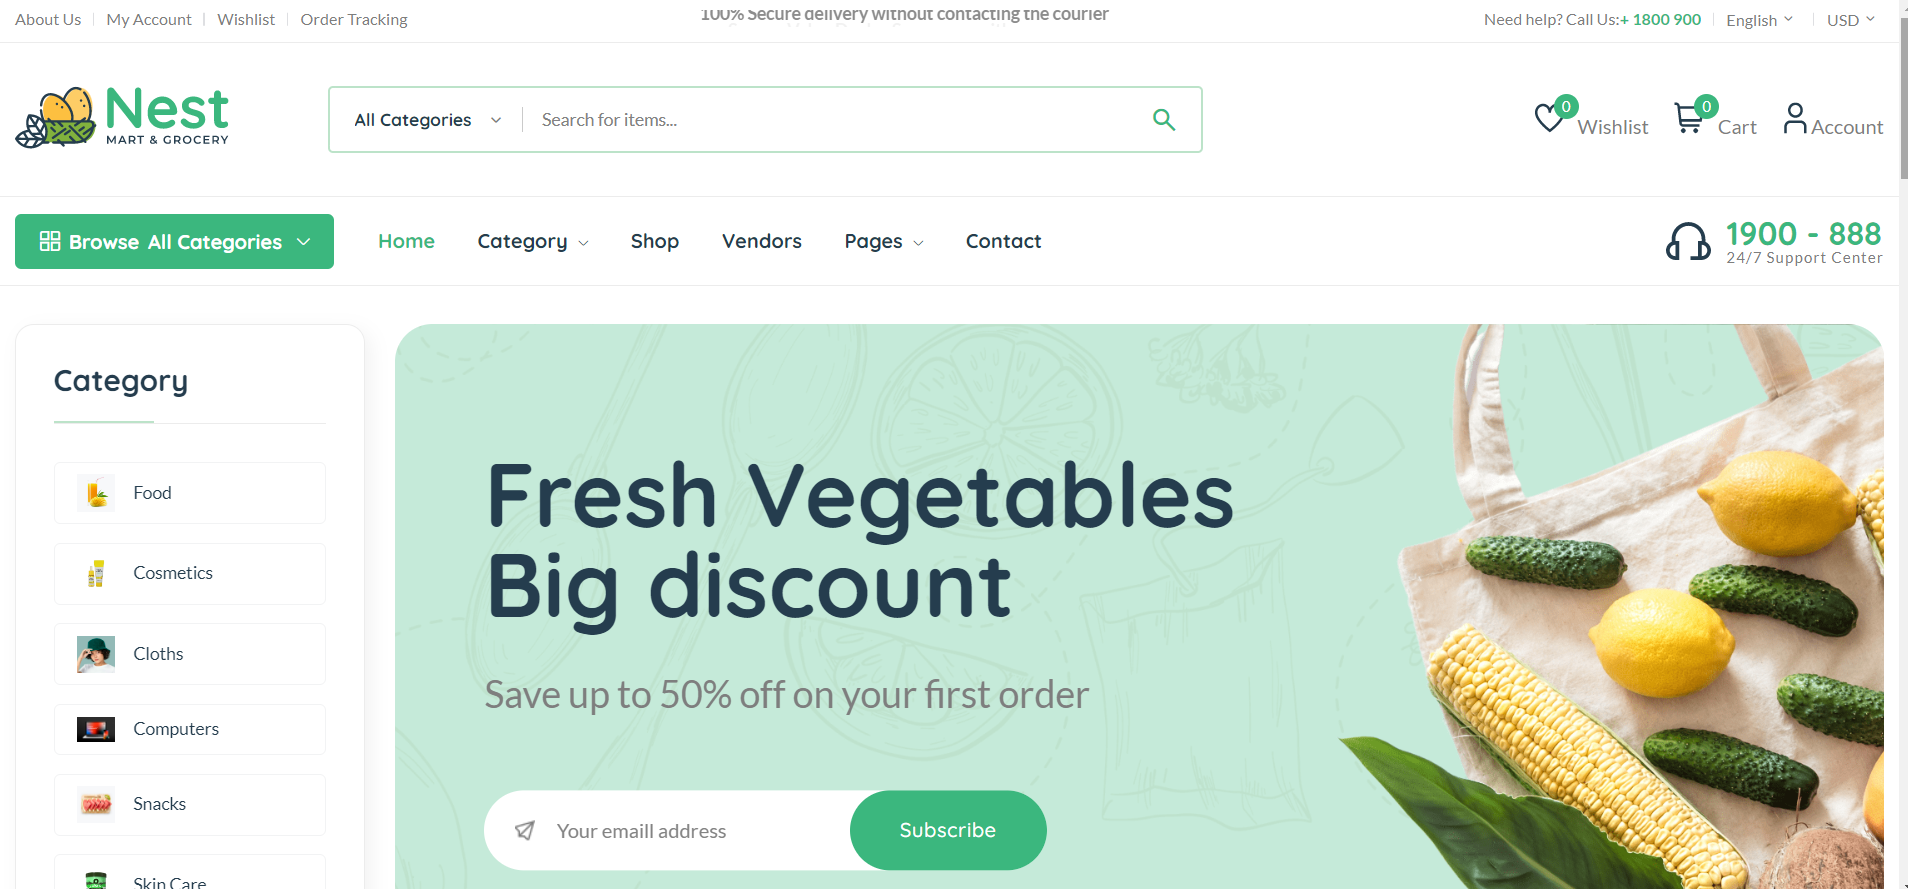 About Us
My Account
Wishlist
Order Tracking
100% Secure delivery without contacting the courier
Need help? Call Us:+ 1800 900
English
USD
Nest
MART & GROCERY
All Categories
Search for items...
0
Wishlist
0
Cart
Account
Browse All Categories
Home
Category
Shop
Vendors
Pages
Contact
1900 - 888
24/7 Support Center
Category
Food
Cosmetics
Cloths
Computers
Snacks
Skin Care
Fresh Vegetables
Big discount
Save up to 50% off on your first order
Your emaill address
Subscribe